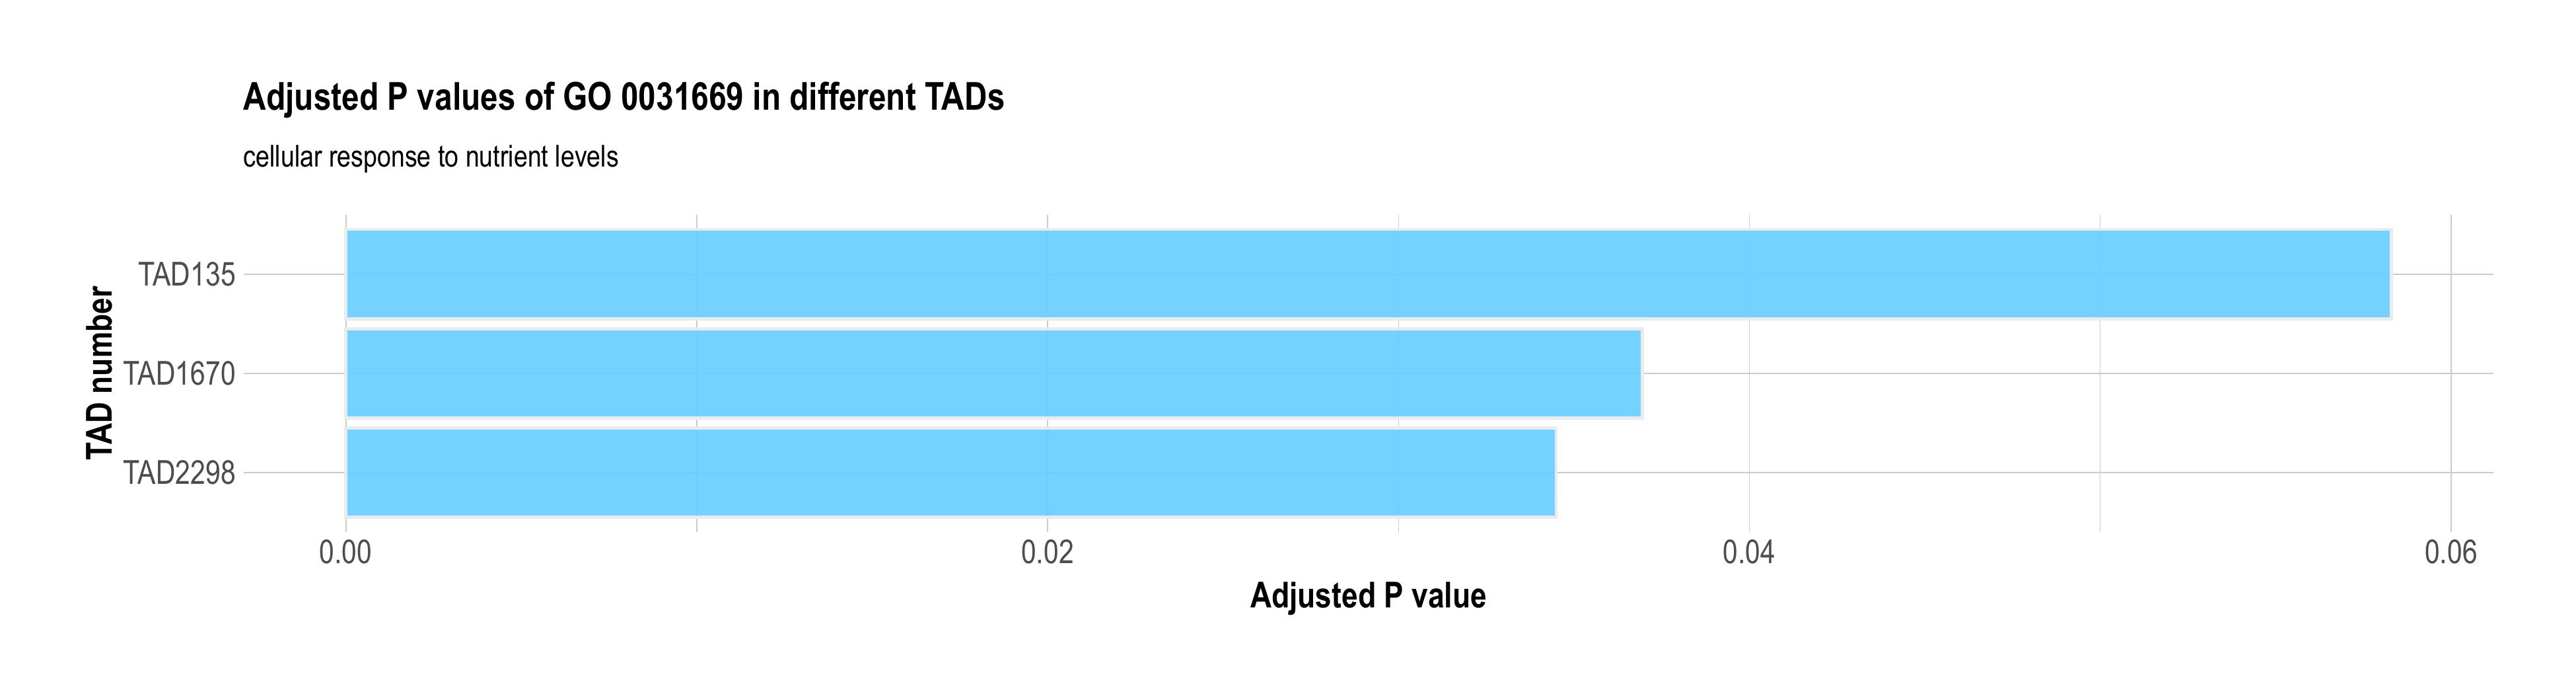 Adjusted P values of GO 0031669 in different TADs
cellular response to nutrient levels
TAD number
TAD135
TAD1670
TAD2298
0.00
0.02
0.04
0.06
Adjusted P value